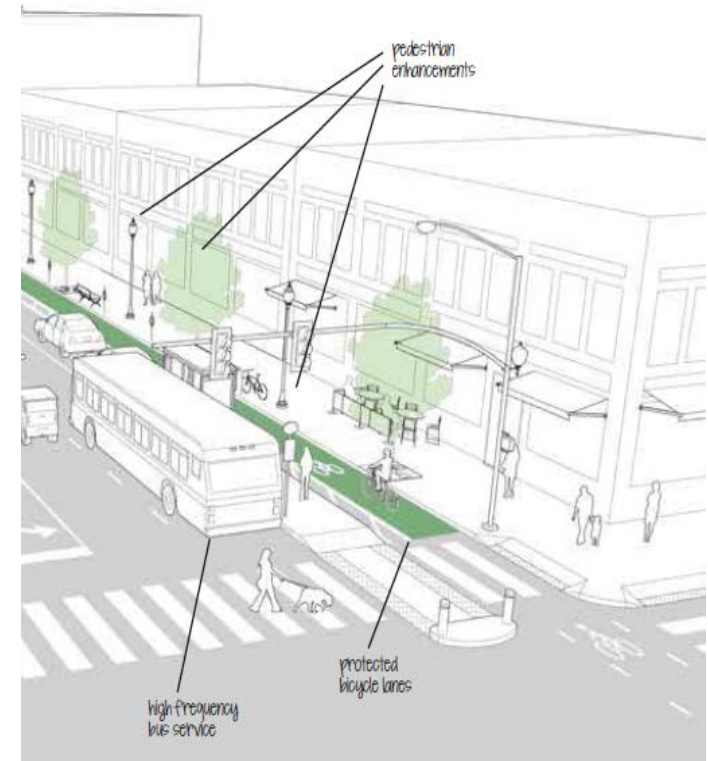 pedestrian
enhancements
protected
bicycle lanes
high frequency
bus service